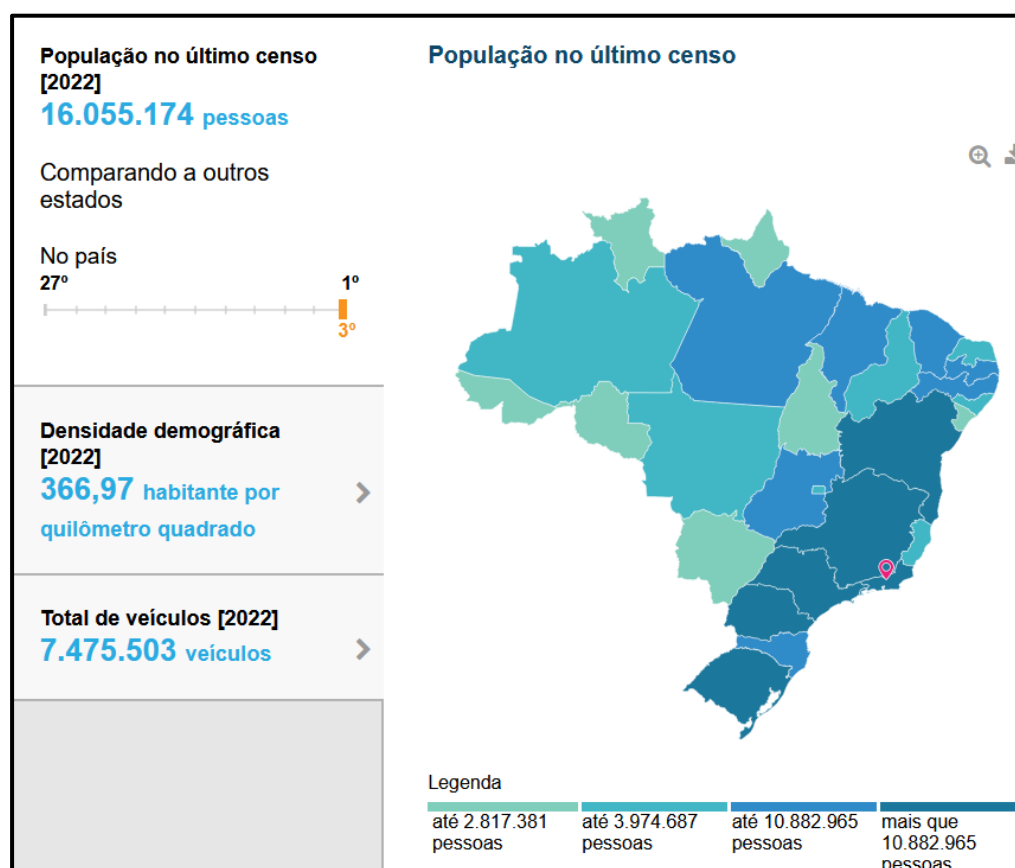 População no último censo
[2022]
16.055.174 pessoas
Comparando a outros
estados
No país
27º 1º
3º
Densidade demográfica
[2022]
366,97 habitante por
quilômetro quadrado
Total de veículos [2022]
7.475.503 veículos
População no último censo
Legenda
até 2.817.381
pessoas
até 3.974.687
pessoas
até 10.882.965
pessoas
mais que
10.882.965
pessoas